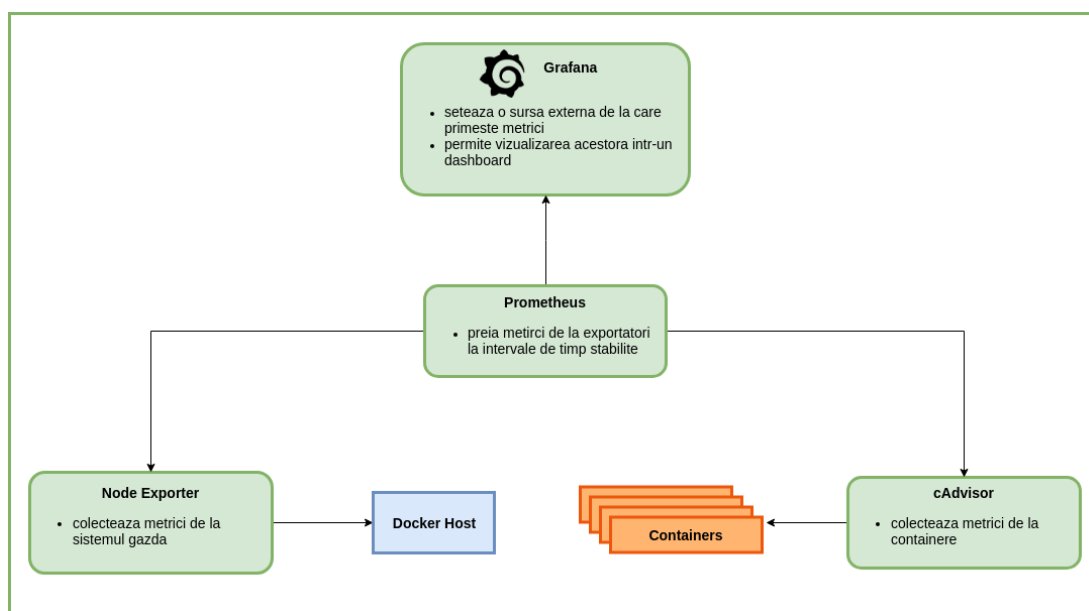 Grafana
• seteaza o sursa externa de la care
primeste metrici
• permite vizualizarea acestora intr-un
dashboard
Prometheus
• preia metirci de la exportatori
la intervale de timp stabilite
Node Exporter
• colecteaza metrici de la
sistemul gazda
Docker Host
Containers
cAdvisor
• colecteaza metrici de la
containere